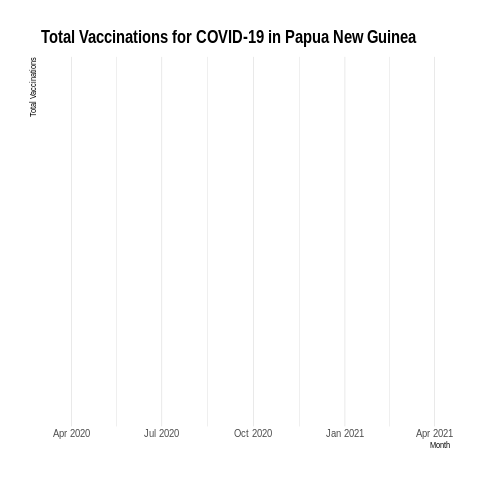 Total Vaccinations for COVID-19 in Papua New Guinea
Total Vaccinations
Apr 2020 Jul 2020 Oct 2020 Jan 2021 Apr 2021
Month